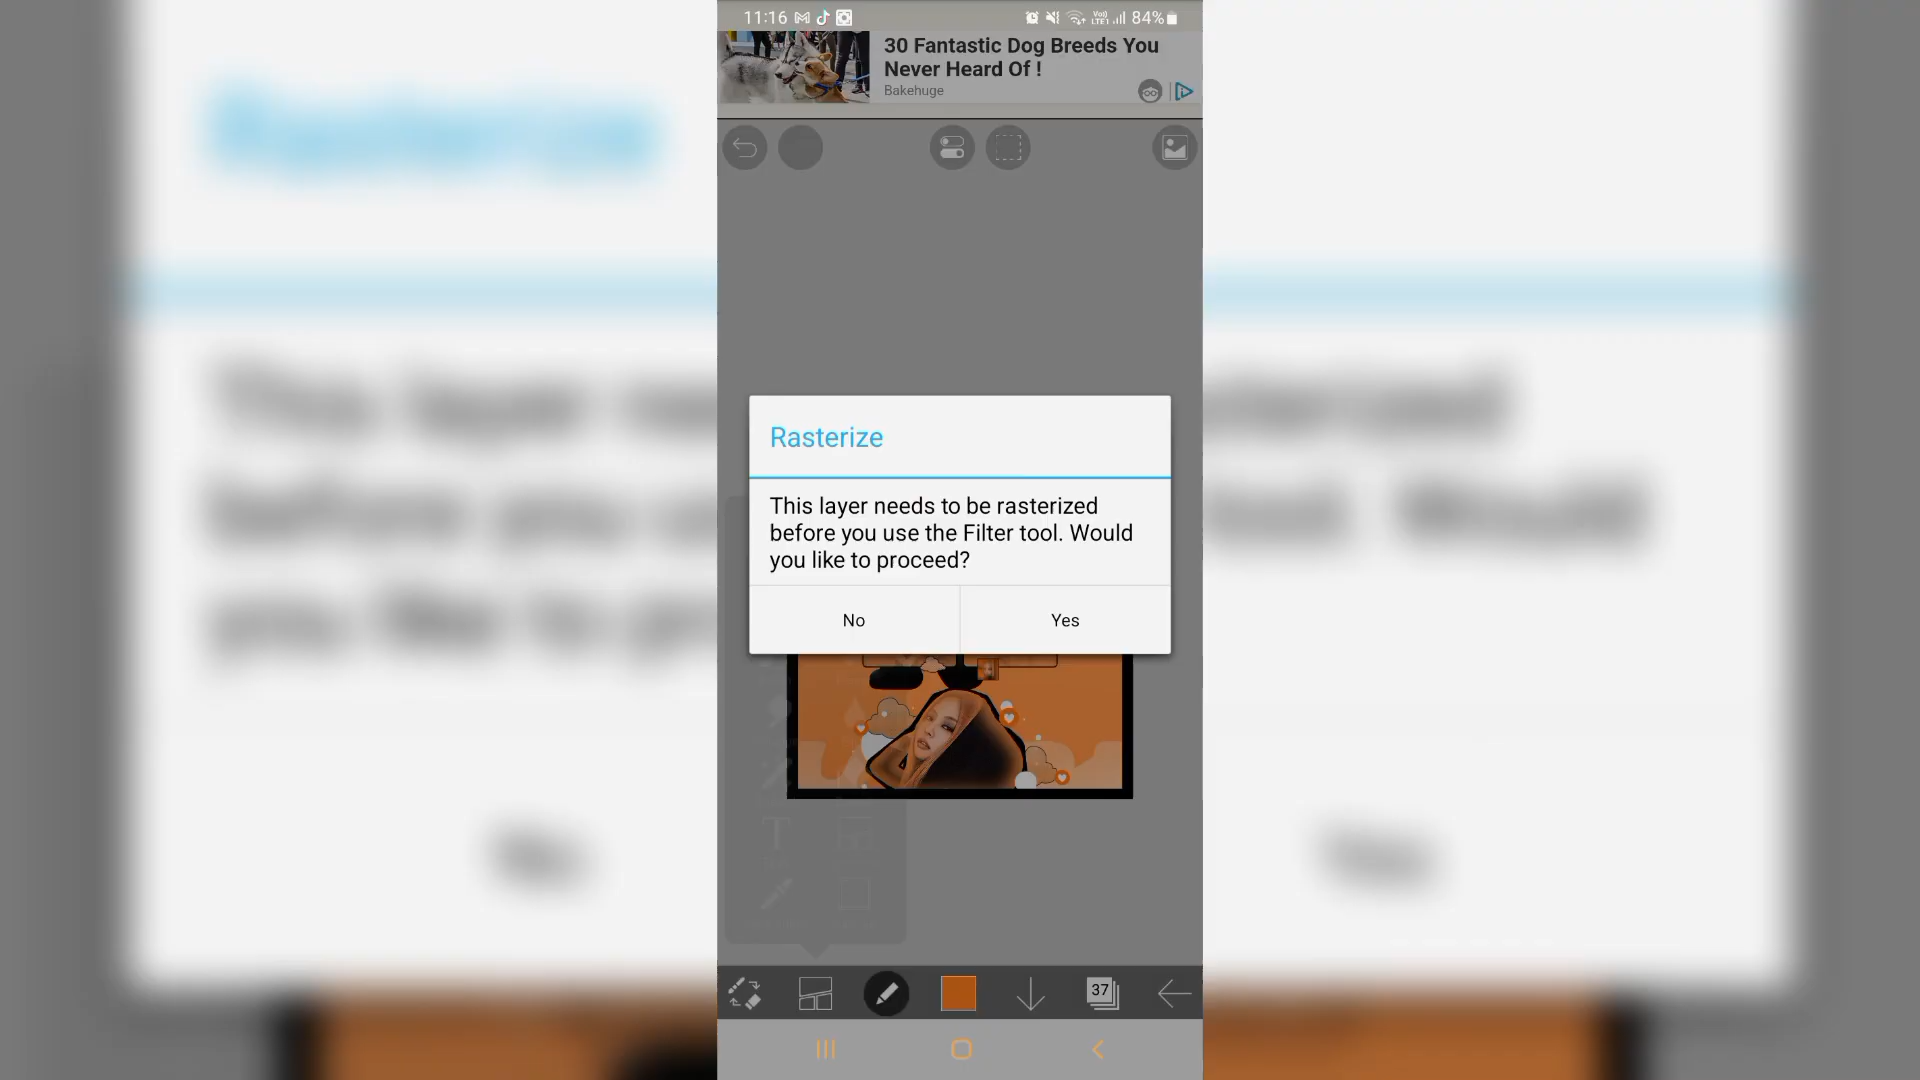 11:16
84%
30 Fantastic Dog Breeds You
Never Heard Of !
Bakehuge
Rasterize
This layer needs to be rasterized
before you use the Filter tool. Would
you like to proceed?
No
Yes
37